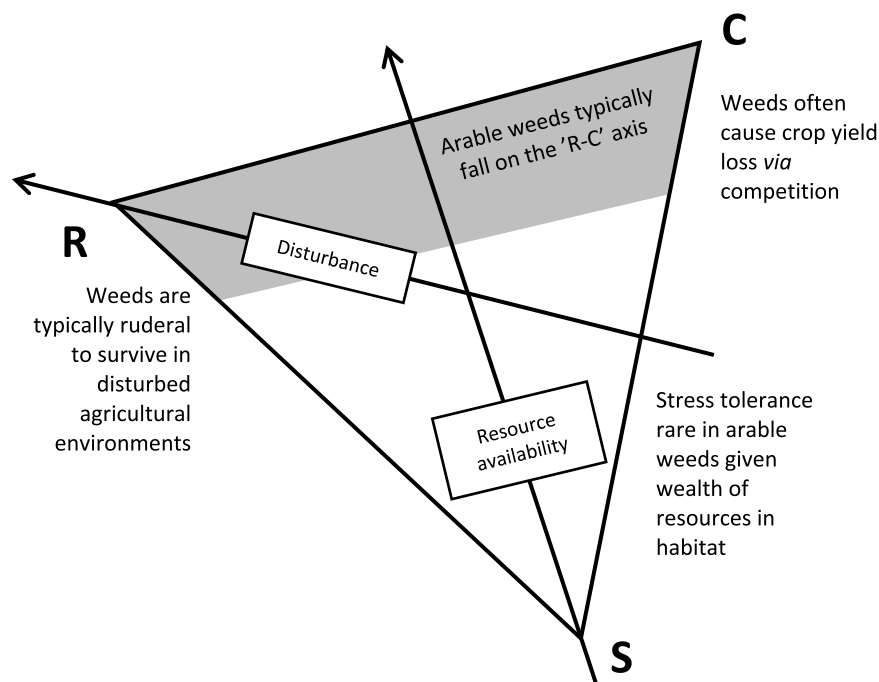 C
Arable weeds typically
fall on the ’R-C’ axis
Weeds often
cause crop yield
loss via
competition
R
Disturbance
Weeds are
typically ruderal
to survive in
disturbed
agricultural
environments
Resource
availability
Stress tolerance
rare in arable
weeds given
wealth of
resources in
habitat
S